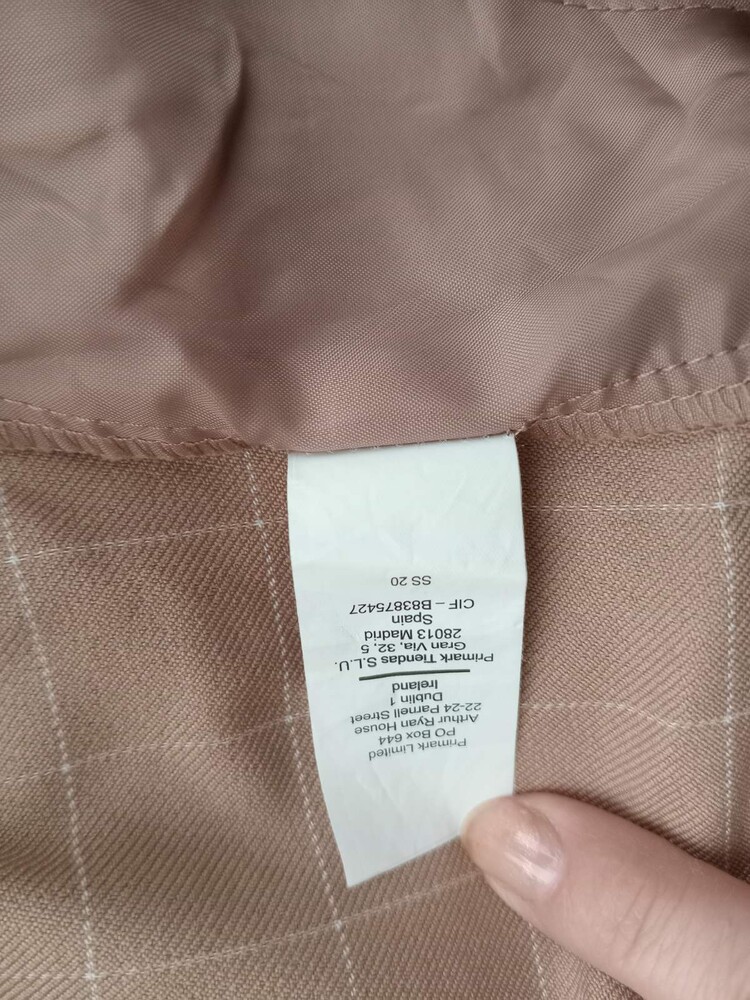 Primark Limited
PO Box 644
Arthur Ryan House
22-24 Parnell Street
Dublin 1
Ireland
Primark Tiendas S.L.U.
Gran Via, 32, 5
28013 Madrid
Spain
CIF – B83875427
SS 20